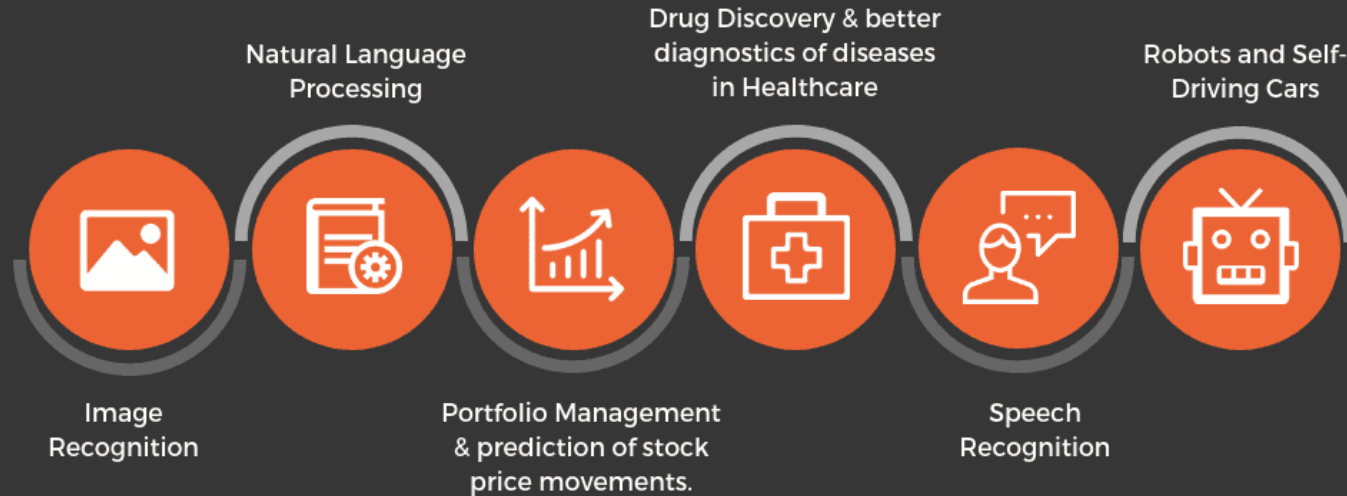 Image
Recognition
Natural Language
Processing
Portfolio Management
& prediction of stock
price movements.
Drug Discovery & better
diagnostics of diseases
in Healthcare
Speech
Recognition
Robots and Self-
Driving Cars